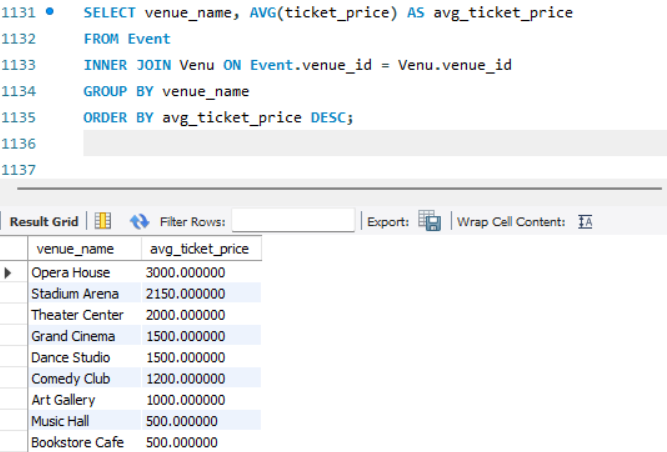 1131 SELECT venue_name, AVG(ticket_price) AS avg_ticket_price
1132 FROM Event
1133 INNER JOIN Venu ON Event.venue_id = Venu.venue_id
1134 GROUP BY venue_name
1135 ORDER BY avg_ticket_price DESC;
1136
1137
Result Grid Filter Rows: Export: Wrap Cell Content:
venue_name avg_ticket_price
Opera House 3000.000000
Stadium Arena 2150.000000
Theater Center 2000.000000
Grand Cinema 1500.000000
Dance Studio 1500.000000
Comedy Club 1200.000000
Art Gallery 1000.000000
Music Hall 500.000000
Bookstore Cafe 500.000000